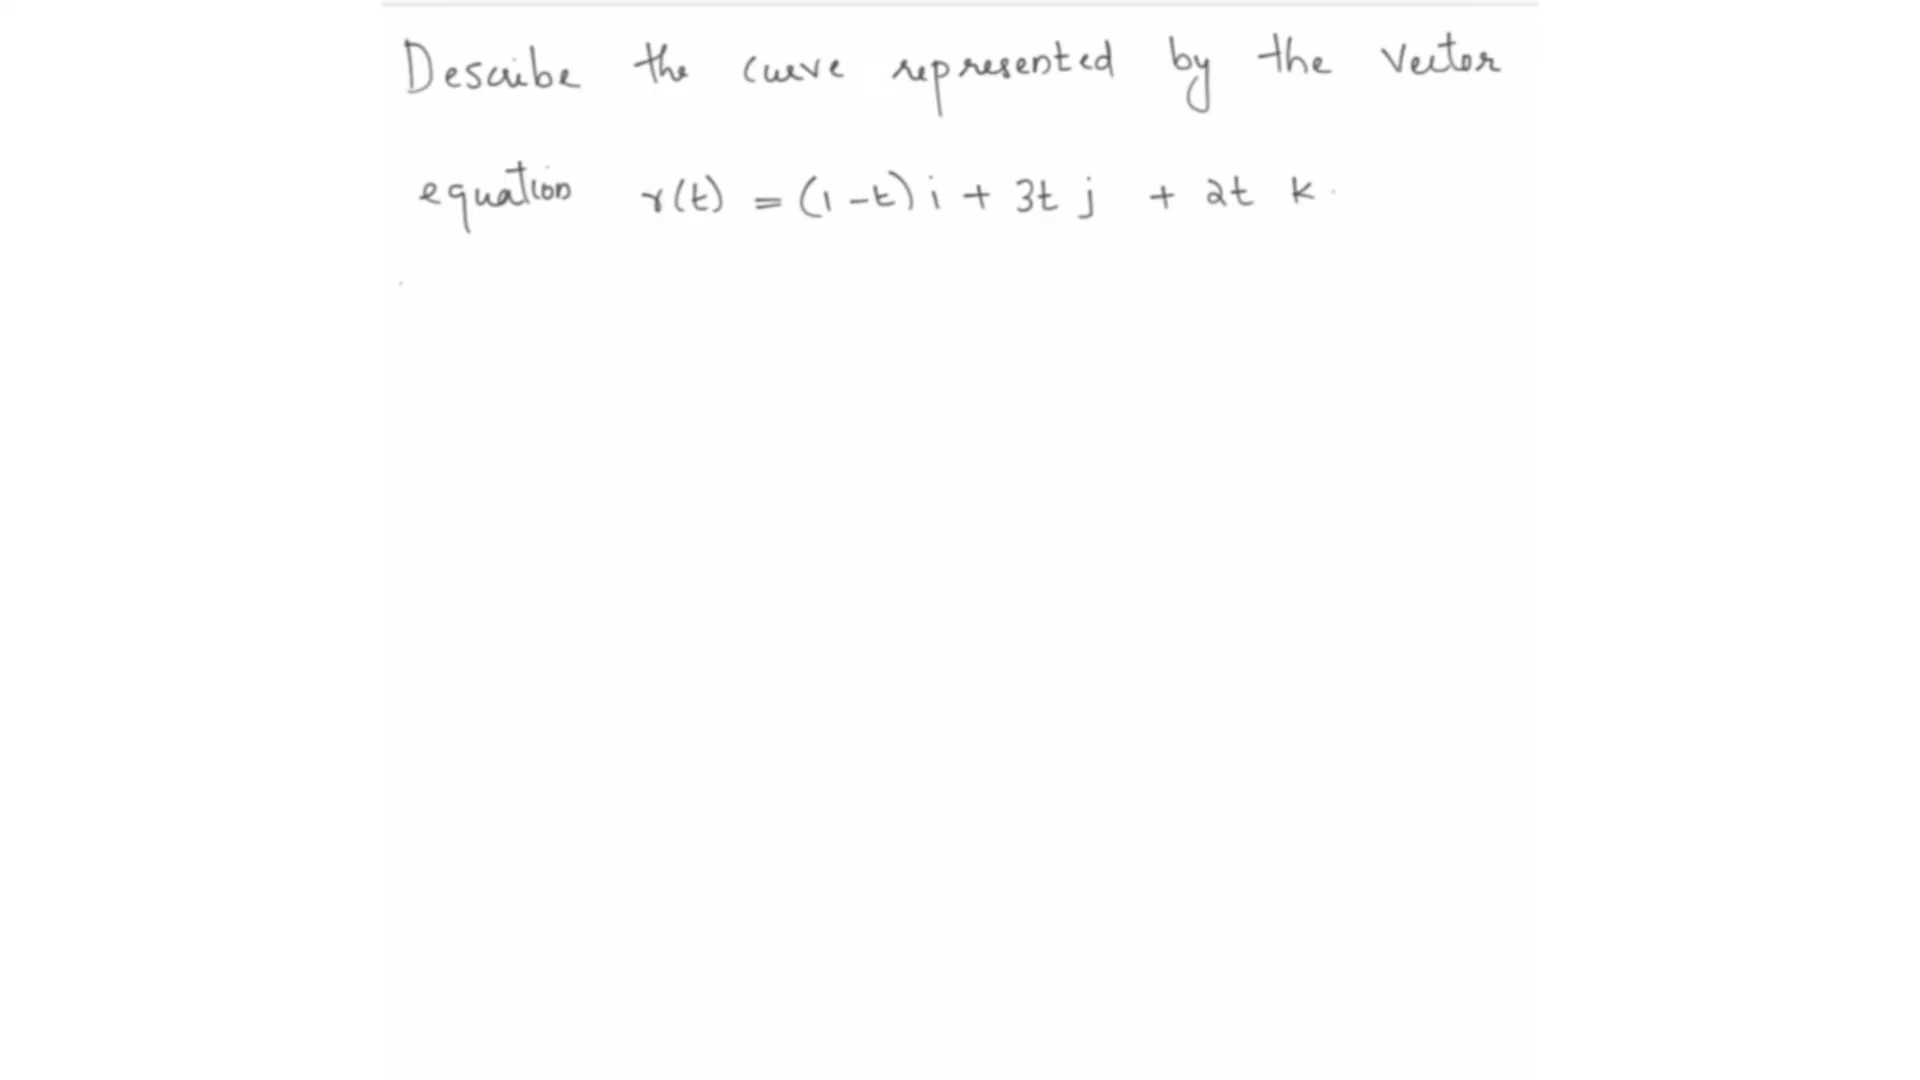 Describe the curve represented by the vector
equation r(t) = (1-t) i + 3t j + 2t k.